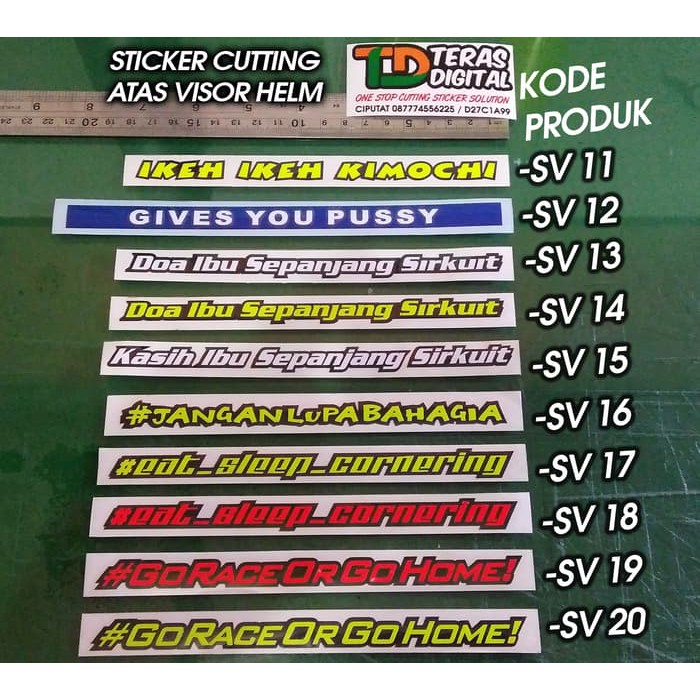 STICKER CUTTING
ATAS VISOR HELM
TD TERAS DIGITAL
ONE STOP CUTTING STICKER SOLUTION
CIPUTAT 087774556225 / D27C1A99
KODE
PRODUK
IKEH IKEH KIMOCHI -SV 11
GIVES YOU PUSSY -SV 12
Doa Ibu Sepanjang Sirkuit -SV 13
Doa Ibu Sepanjang Sirkuit -SV 14
Kasih Ibu Sepanjang Sirkuit -SV 15
#JANGANLUPABAHAGIA -SV 16
#eat_sleep_cornering -SV 17
#eat_sleep_cornering -SV 18
#GORACEORGOHOME! -SV 19
#GORACEORGOHOME! -SV 20